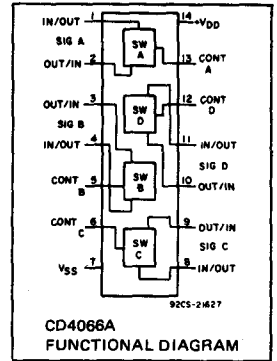 IN/OUT 1 14 +VDD
SIG A SW A
OUT/IN 2 13 CONT A
OUT/IN 3 12 CONT D
SIG B SW D
IN/OUT 4 11 IN/OUT
SIG D
CONT B 5 SW B 10 OUT/IN
CONT C 6 9 OUT/IN
SW C SIG C
VSS 7 8 IN/OUT
92CS-21627
CD4066A
FUNCTIONAL DIAGRAM